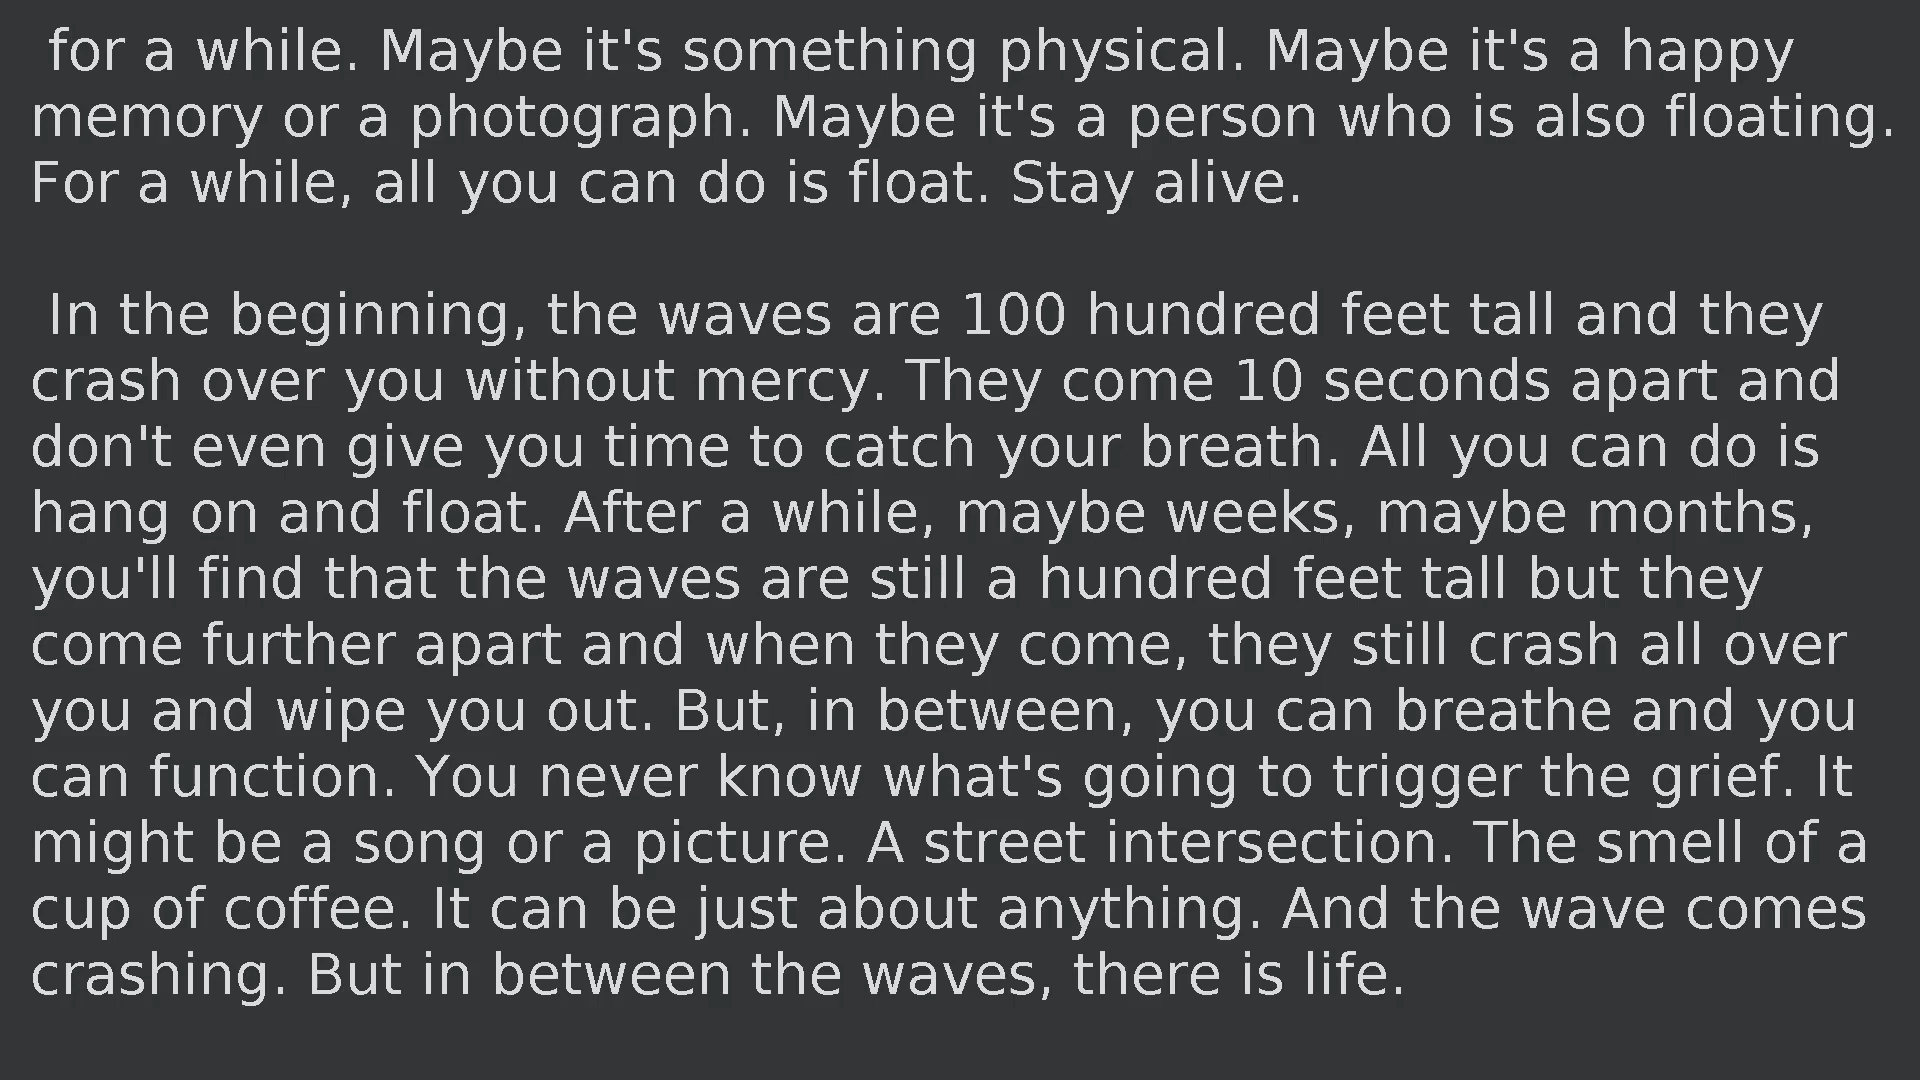 for a while. Maybe it's something physical. Maybe it's a happy
memory or a photograph. Maybe it's a person who is also floating.
For a while, all you can do is float. Stay alive.
In the beginning, the waves are 100 hundred feet tall and they
crash over you without mercy. They come 10 seconds apart and
don't even give you time to catch your breath. All you can do is
hang on and float. After a while, maybe weeks, maybe months,
you'll find that the waves are still a hundred feet tall but they
come further apart and when they come, they still crash all over
you and wipe you out. But, in between, you can breathe and you
can function. You never know what's going to trigger the grief. It
might be a song or a picture. A street intersection. The smell of a
cup of coffee. It can be just about anything. And the wave comes
crashing. But in between the waves, there is life.